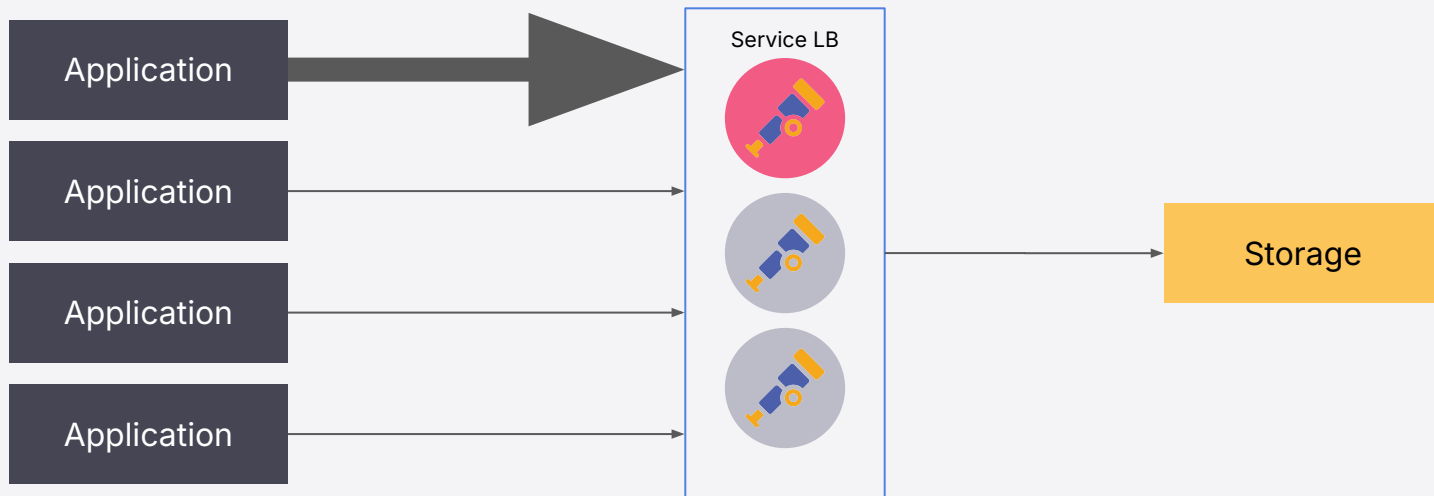 Application
Service LB
Application
Application
Application
Storage